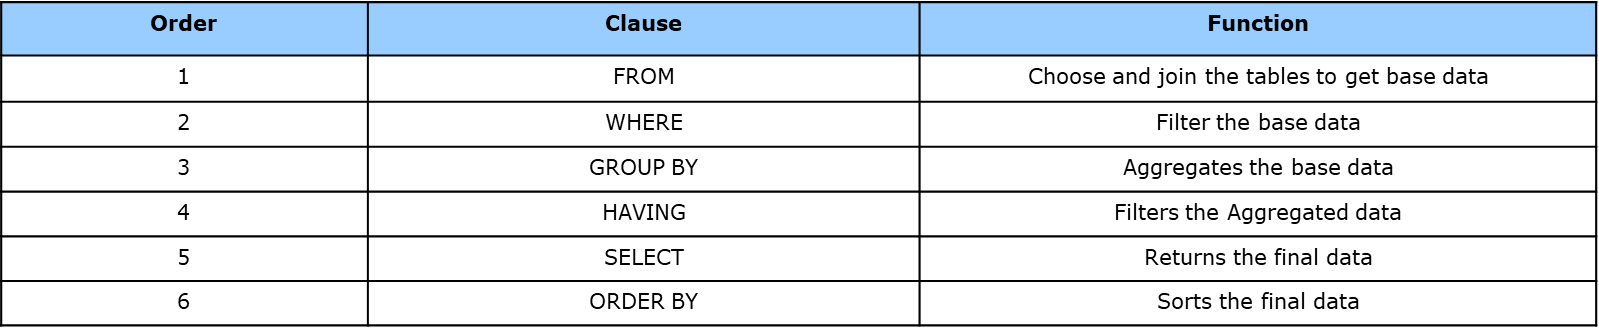 Order Clause Function
1 FROM Choose and join the tables to get base data
2 WHERE Filter the base data
3 GROUP BY Aggregates the base data
4 HAVING Filters the Aggregated data
5 SELECT Returns the final data
6 ORDER BY Sorts the final data